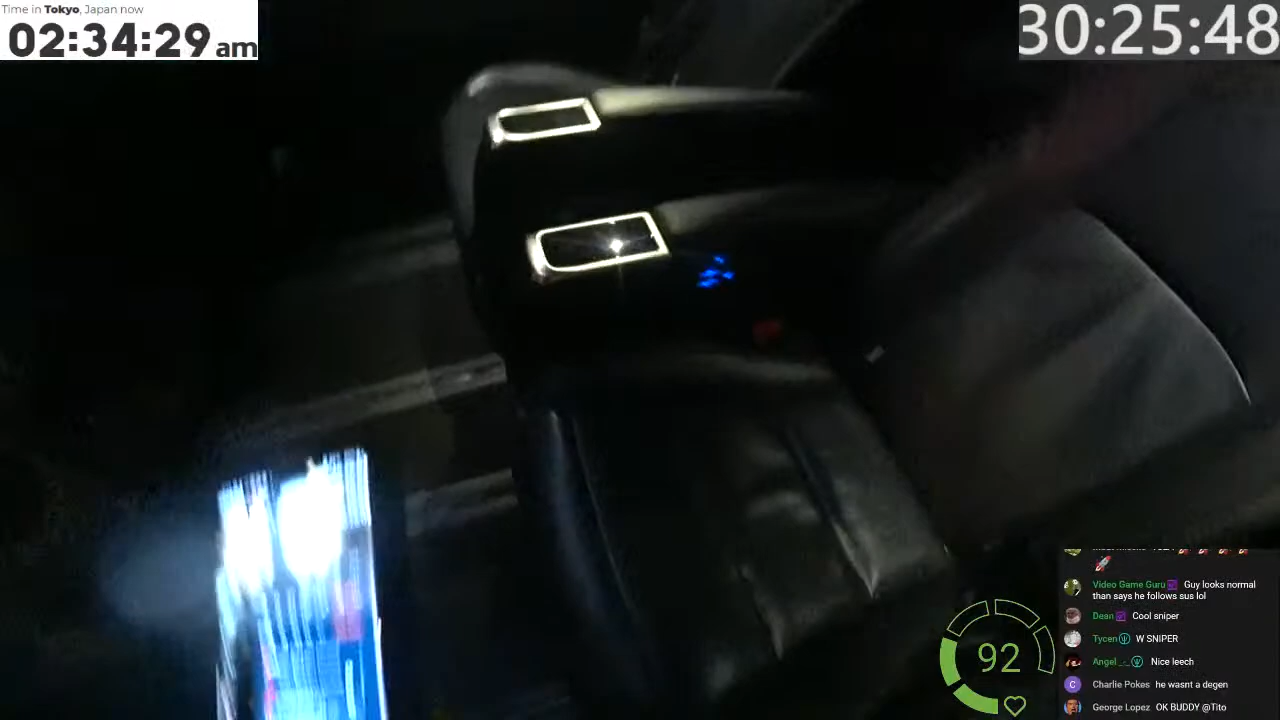 Time in Tokyo, Japan now
02:34:29 am
30:25:48
Video Game Guru Guy looks normal
than says he follows sus lol
Dean Cool sniper
Tycen W SNIPER
Angel_-_ Nice leech
Charlie Pokes he wasnt a degen
George Lopez OK BUDDY @Tito
92